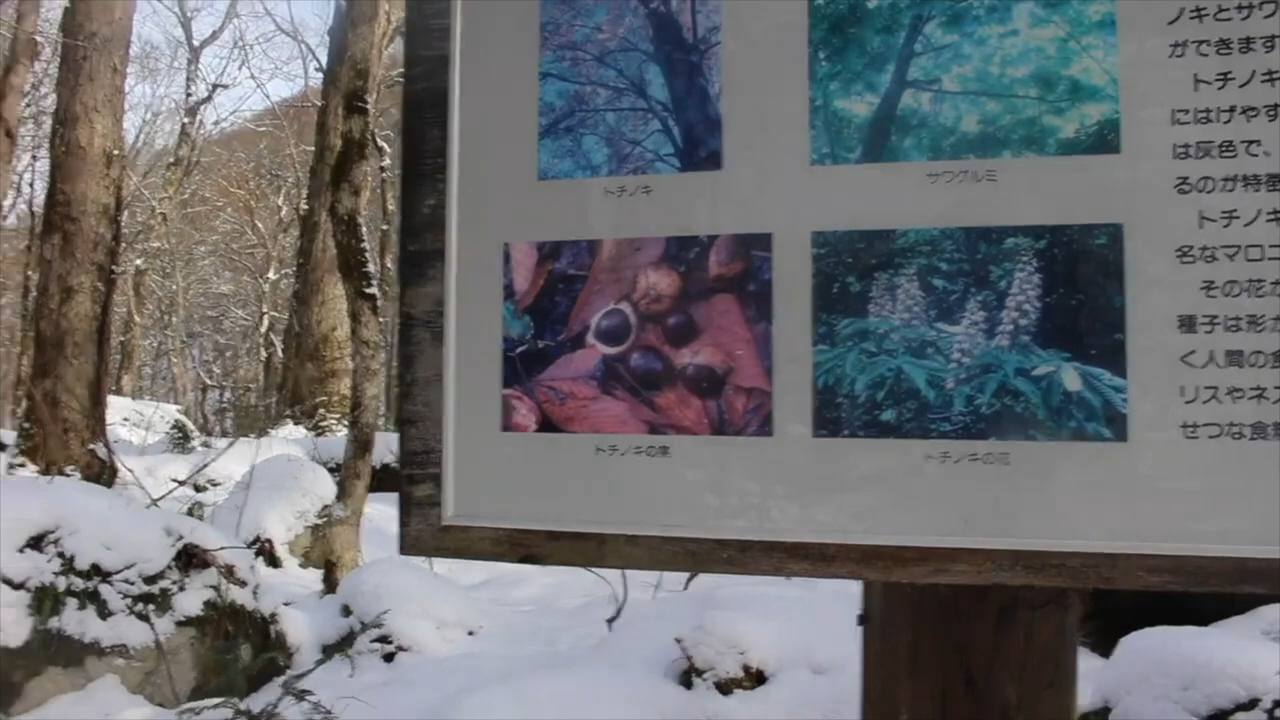 トチノキ
サワグルミ
トチノキの実
トチノキの花
ノキとサワ
ができます
トチノキ
にはげやす
は灰色で、
るのが特徴
トチノキ
名なマロニ
その花が
種子は形が
く人間の食
リスやネズ
せつな食料